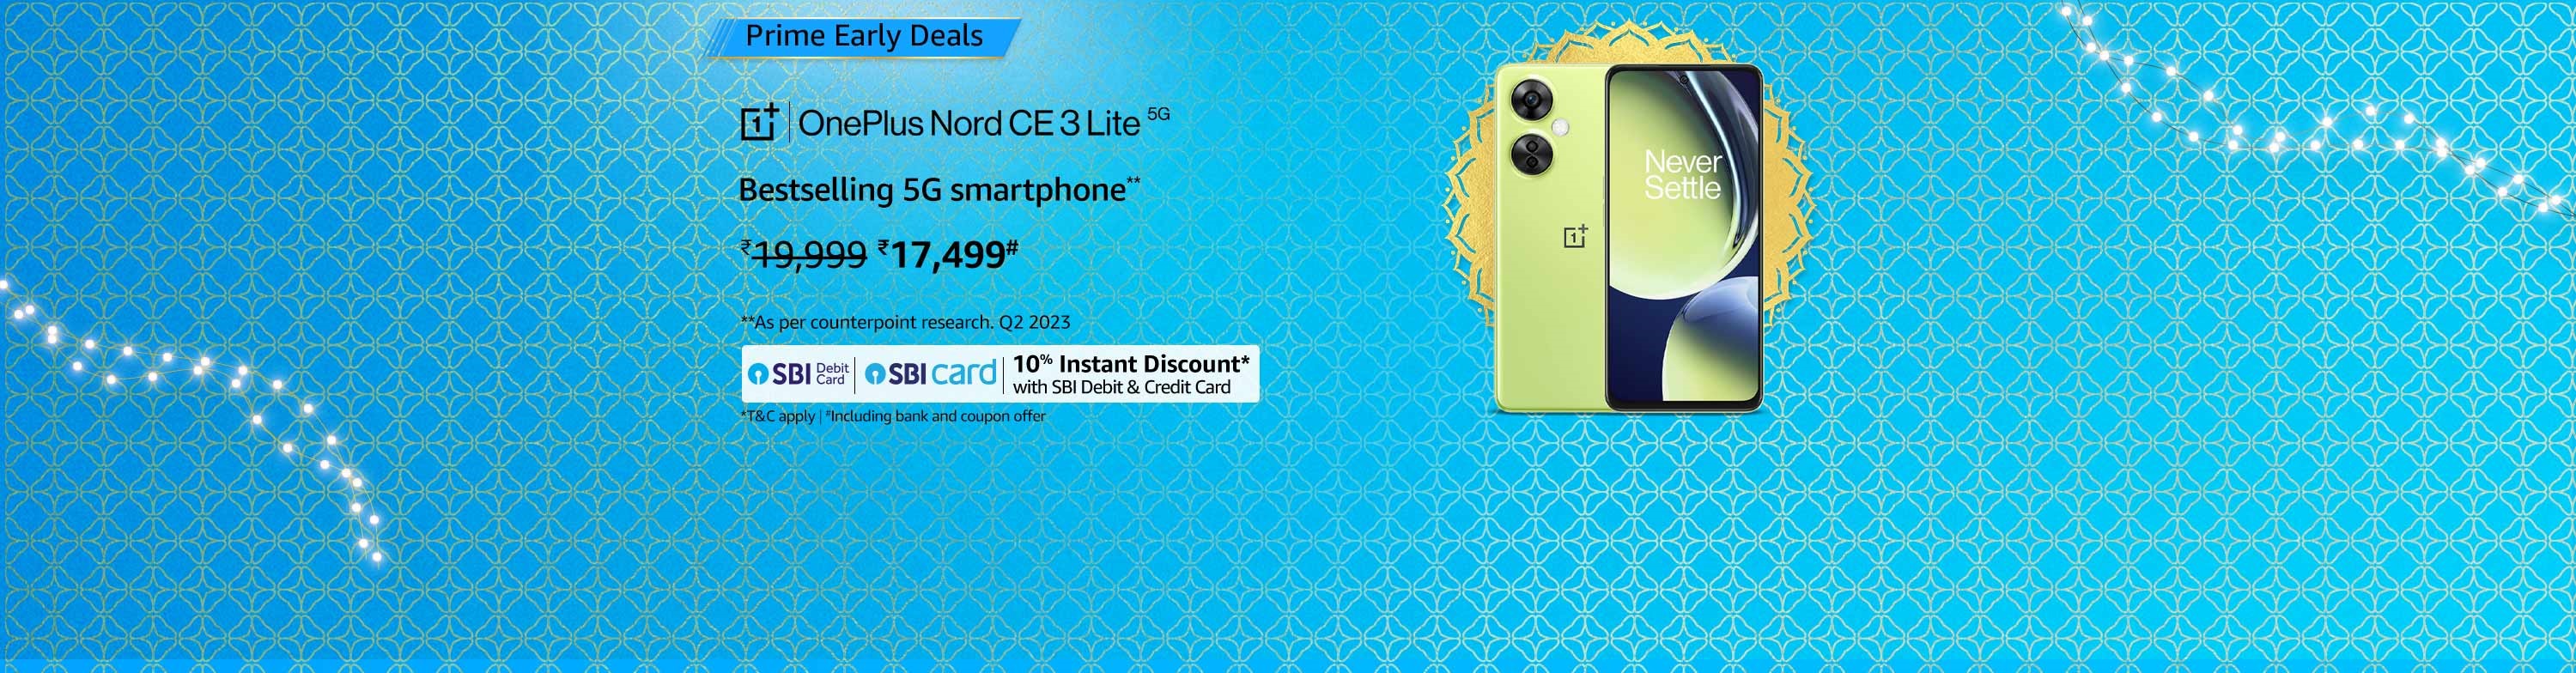 Prime Early Deals
1+ OnePlus Nord CE 3 Lite 5G
Bestselling 5G smartphone**
₹19,999 ₹17,499#
**As per counterpoint research. Q2 2023
SBI Debit Card | SBI card | 10% Instant Discount*
with SBI Debit & Credit Card
*T&C apply | #Including bank and coupon offer
Never
Settle
1+